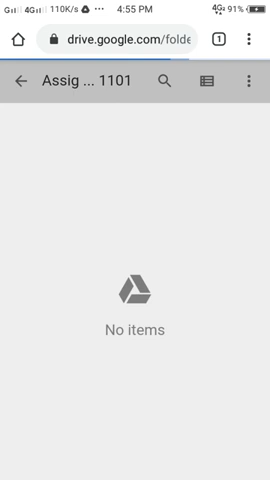 G 4G 110K/s ... 4:55 PM 4G 91%
drive.google.com/folde 1
Assig ... 1101
No items